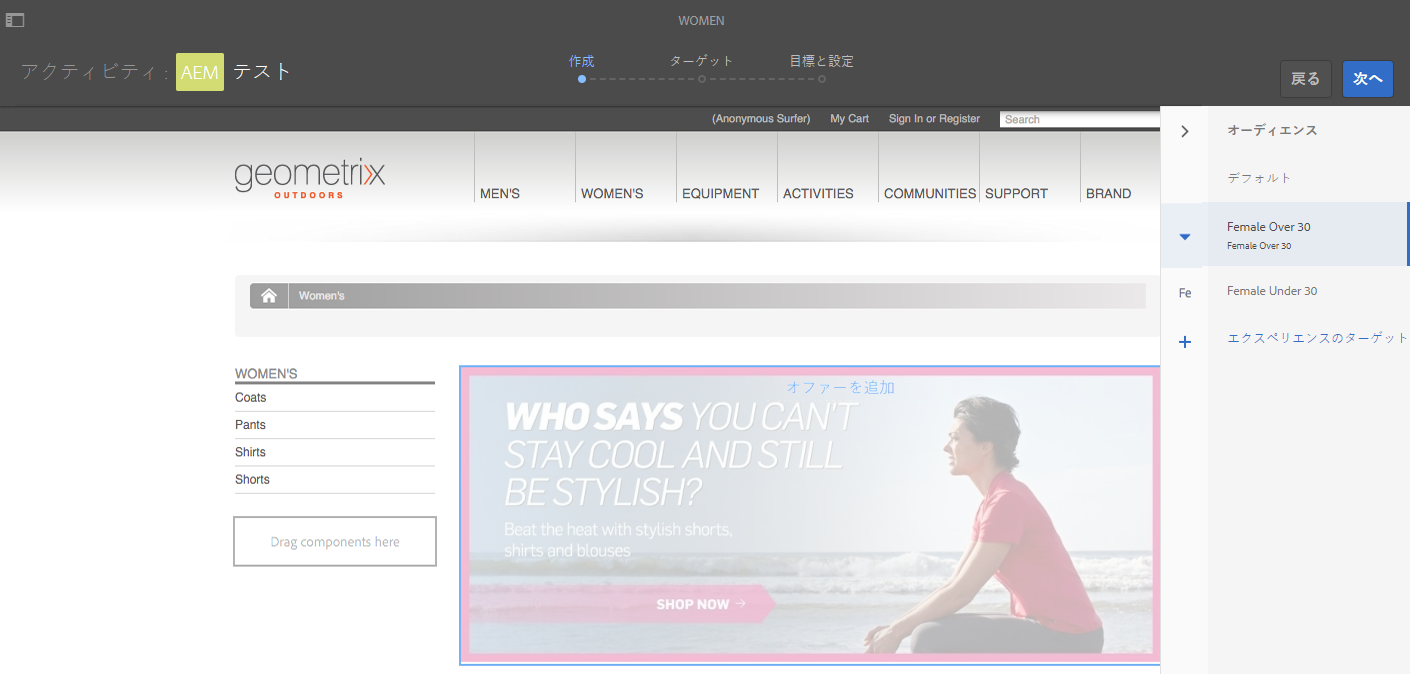 WOMEN
アクティビティ : AEM テスト
作成 ターゲット 目標と設定
戻る 次へ
(Anonymous Surfer) My Cart Sign In or Register Search
geometrixx
OUTDOORS
MEN'S WOMEN'S EQUIPMENT ACTIVITIES COMMUNITIES SUPPORT BRAND
Women's
WOMEN'S
Coats
Pants
Shirts
Shorts
Drag components here
オファーを追加
WHO SAYS YOU CAN'T
STAY COOL AND STILL
BE STYLISH?
Beat the heat with stylish shorts,
shirts and blouses
SHOP NOW →
オーディエンス
デフォルト
Female Over 30
Female Over 30
Fe Female Under 30
+ エクスペリエンスのターゲット